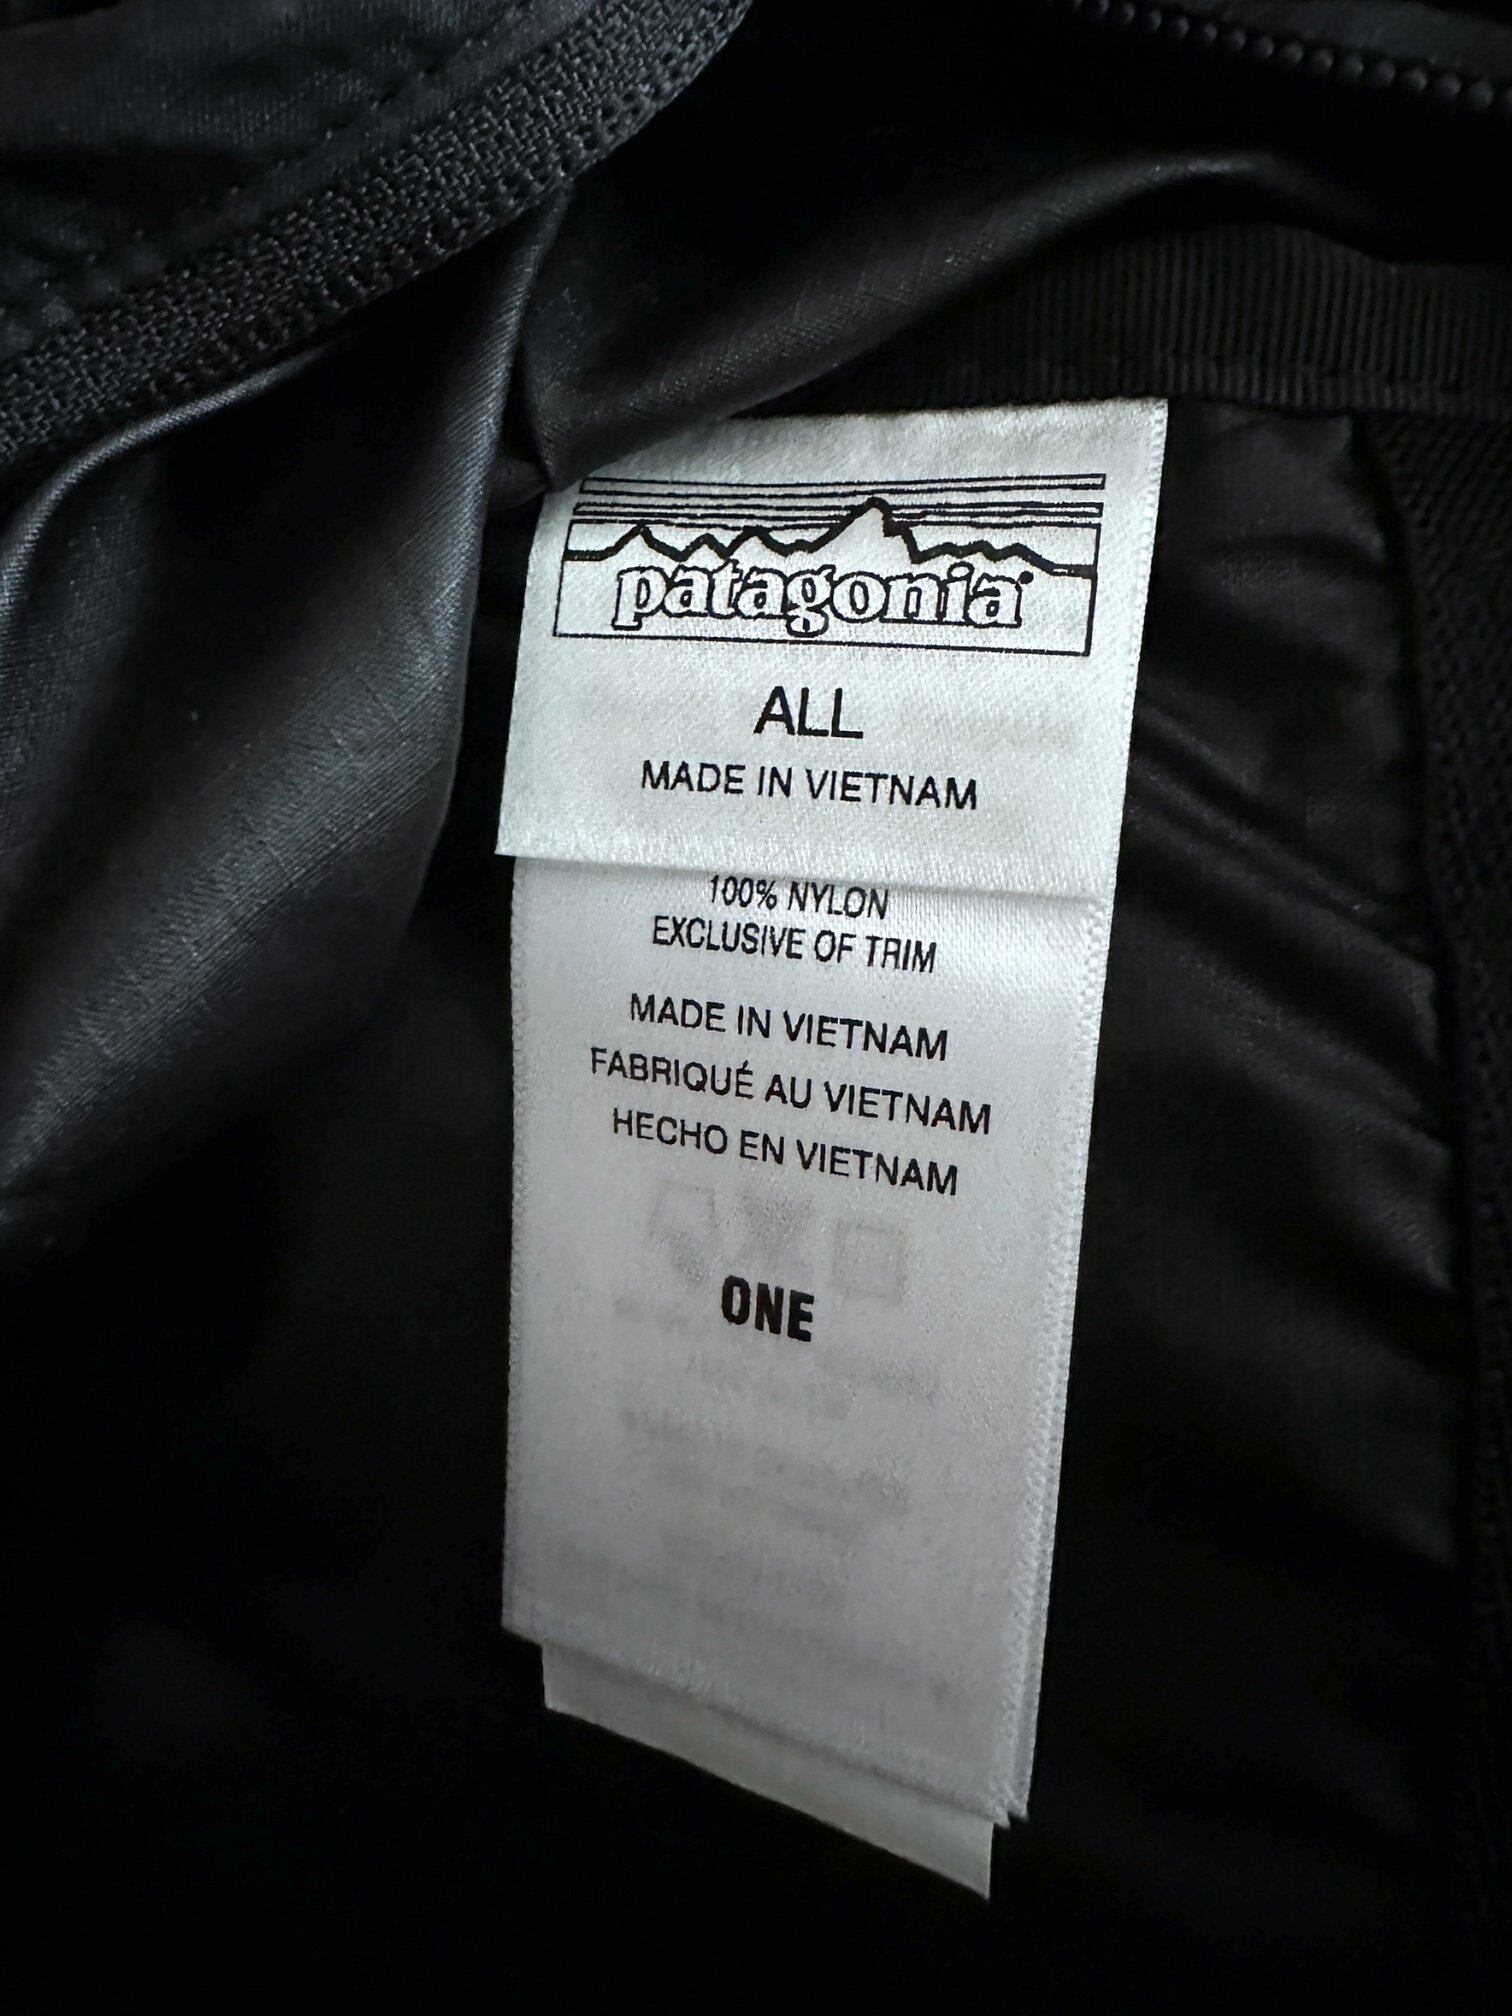 patagonia®
ALL
MADE IN VIETNAM
100% NYLON
EXCLUSIVE OF TRIM
MADE IN VIETNAM
FABRIQUÉ AU VIETNAM
HECHO EN VIETNAM
ONE